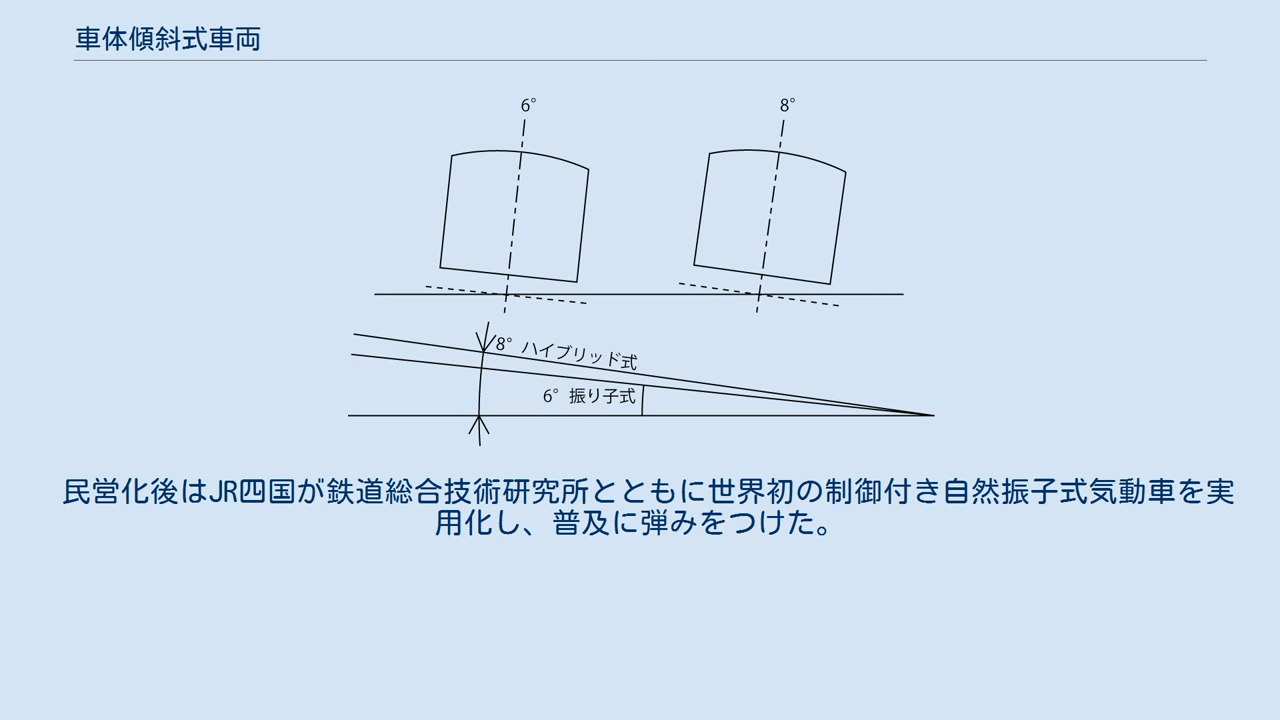 車体傾斜式車両
6°
8°
8° ハイブリッド式
6° 振り子式
民営化後はJR四国が鉄道総合技術研究所とともに世界初の制御付き自然振子式気動車を実
用化し、普及に弾みをつけた。